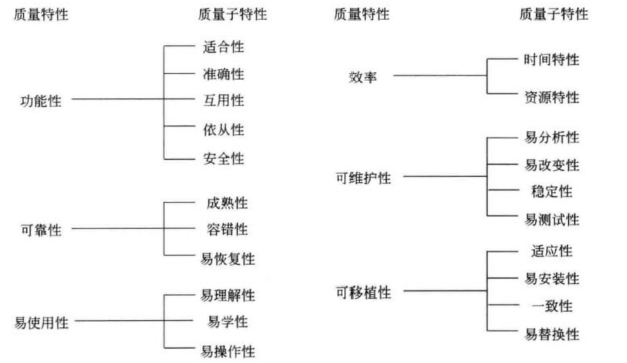 质量特性 质量子特性
功能性
适合性
准确性
互用性
依从性
安全性
可靠性
成熟性
容错性
易恢复性
易使用性
易理解性
易学性
易操作性
质量特性 质量子特性
效率
时间特性
资源特性
可维护性
易分析性
易改变性
稳定性
易测试性
可移植性
适应性
易安装性
一致性
易替换性